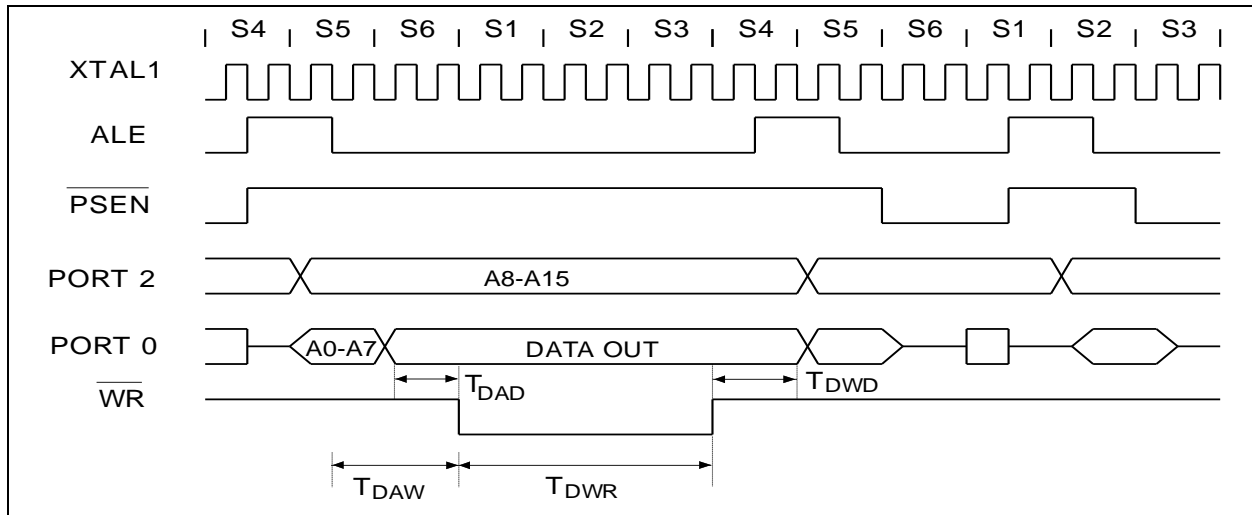 S4 S5 S6 S1 S2 S3 S4 S5 S6 S1 S2 S3
XTAL1
ALE
PSEN
PORT 2
A8-A15
PORT 0
A0-A7
DATA OUT
TDAD
TDWD
WR
TDAW
TDWR